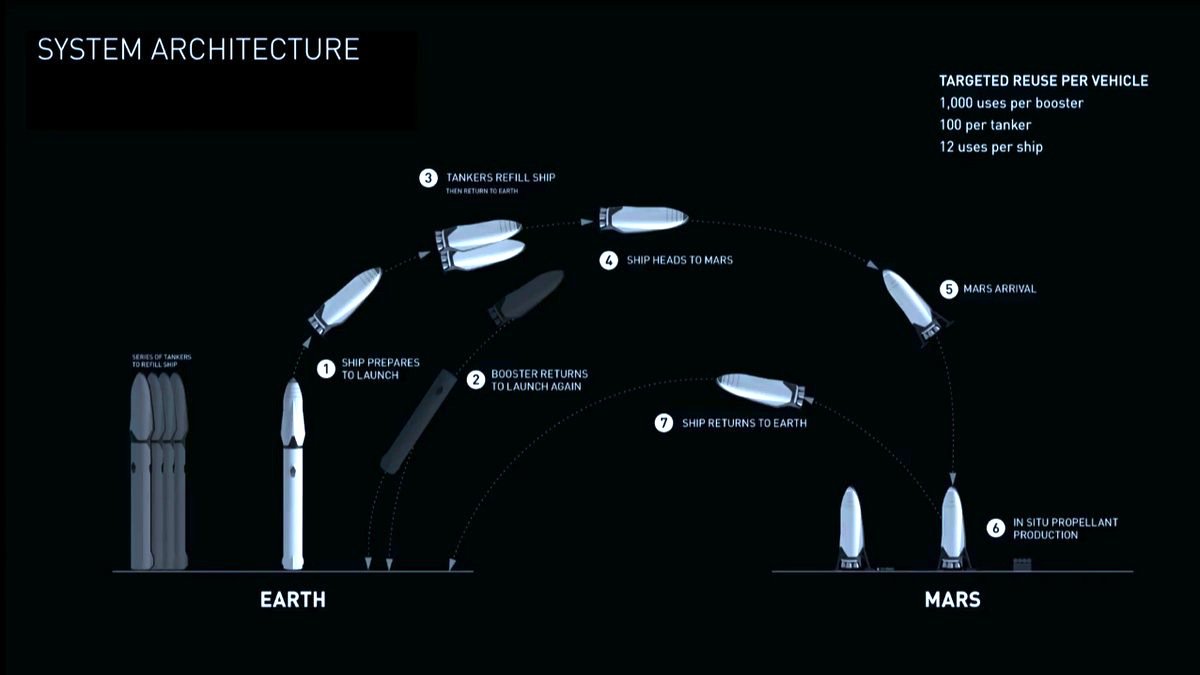 SYSTEM ARCHITECTURE
TARGETED REUSE PER VEHICLE
1,000 uses per booster
100 per tanker
12 uses per ship
3 TANKERS REFILL SHIP
THEN RETURN TO EARTH
4 SHIP HEADS TO MARS
5 MARS ARRIVAL
SERIES OF TANKERS
TO REFILL SHIP
1 SHIP PREPARES
TO LAUNCH
2 BOOSTER RETURNS
TO LAUNCH AGAIN
7 SHIP RETURNS TO EARTH
6 IN SITU PROPELLANT
PRODUCTION
EARTH
MARS